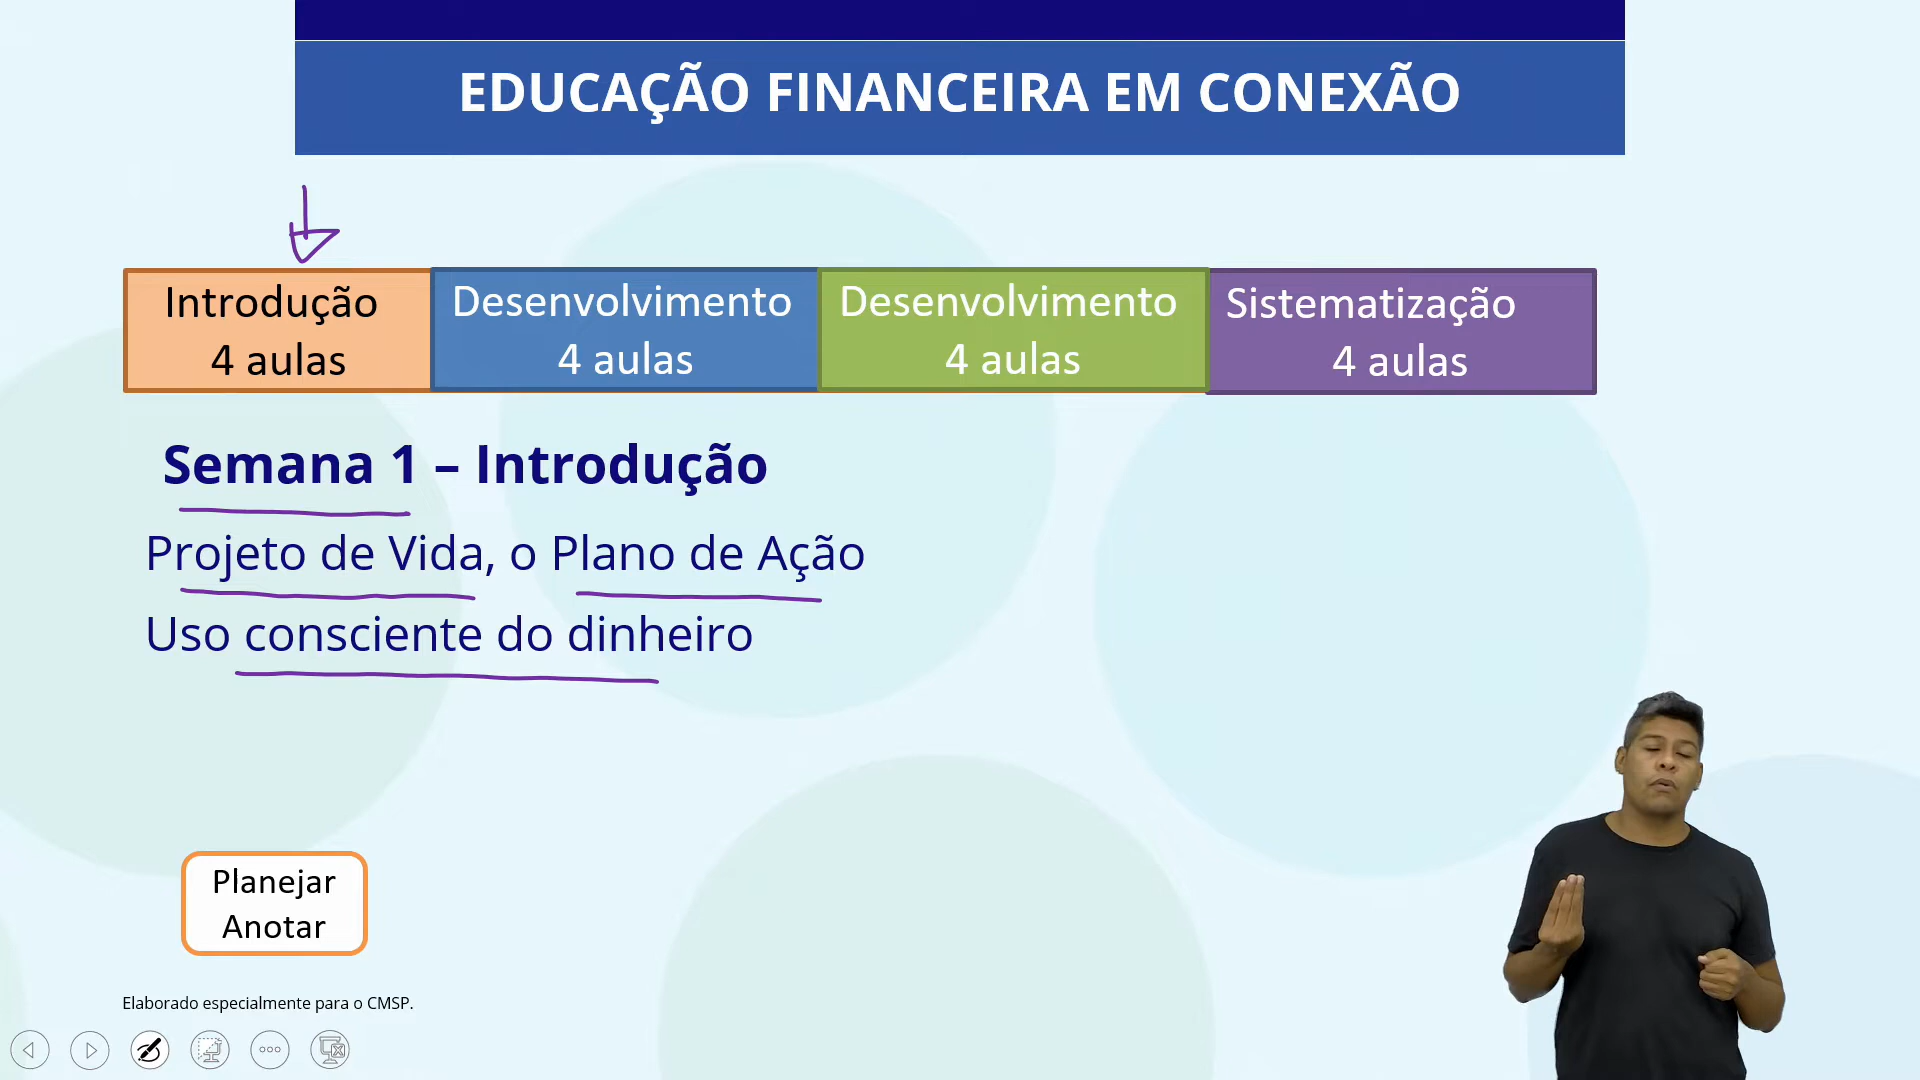 EDUCAÇÃO FINANCEIRA EM CONEXÃO
Introdução
4 aulas
Desenvolvimento
4 aulas
Desenvolvimento
4 aulas
Sistematização
4 aulas
Semana 1 – Introdução
Projeto de Vida, o Plano de Ação
Uso consciente do dinheiro
Planejar
Anotar
Elaborado especialmente para o CMSP.